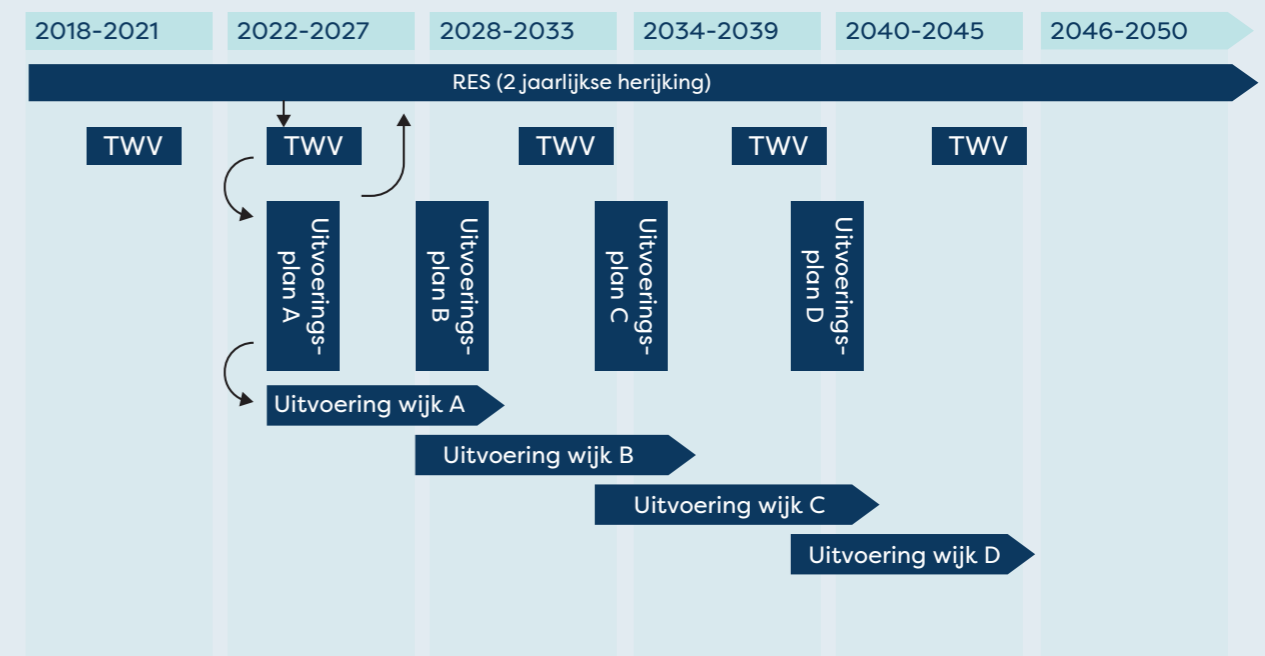 2018-2021
2022-2027
2028-2033
2034-2039
2040-2045
2046-2050
RES (2 jaarlijkse herijking)
TWV
TWV
TWV
TWV
TWV
Uitvoerings-
plan A
Uitvoerings-
plan B
Uitvoerings-
plan C
Uitvoerings-
plan D
Uitvoering wijk A
Uitvoering wijk B
Uitvoering wijk C
Uitvoering wijk D